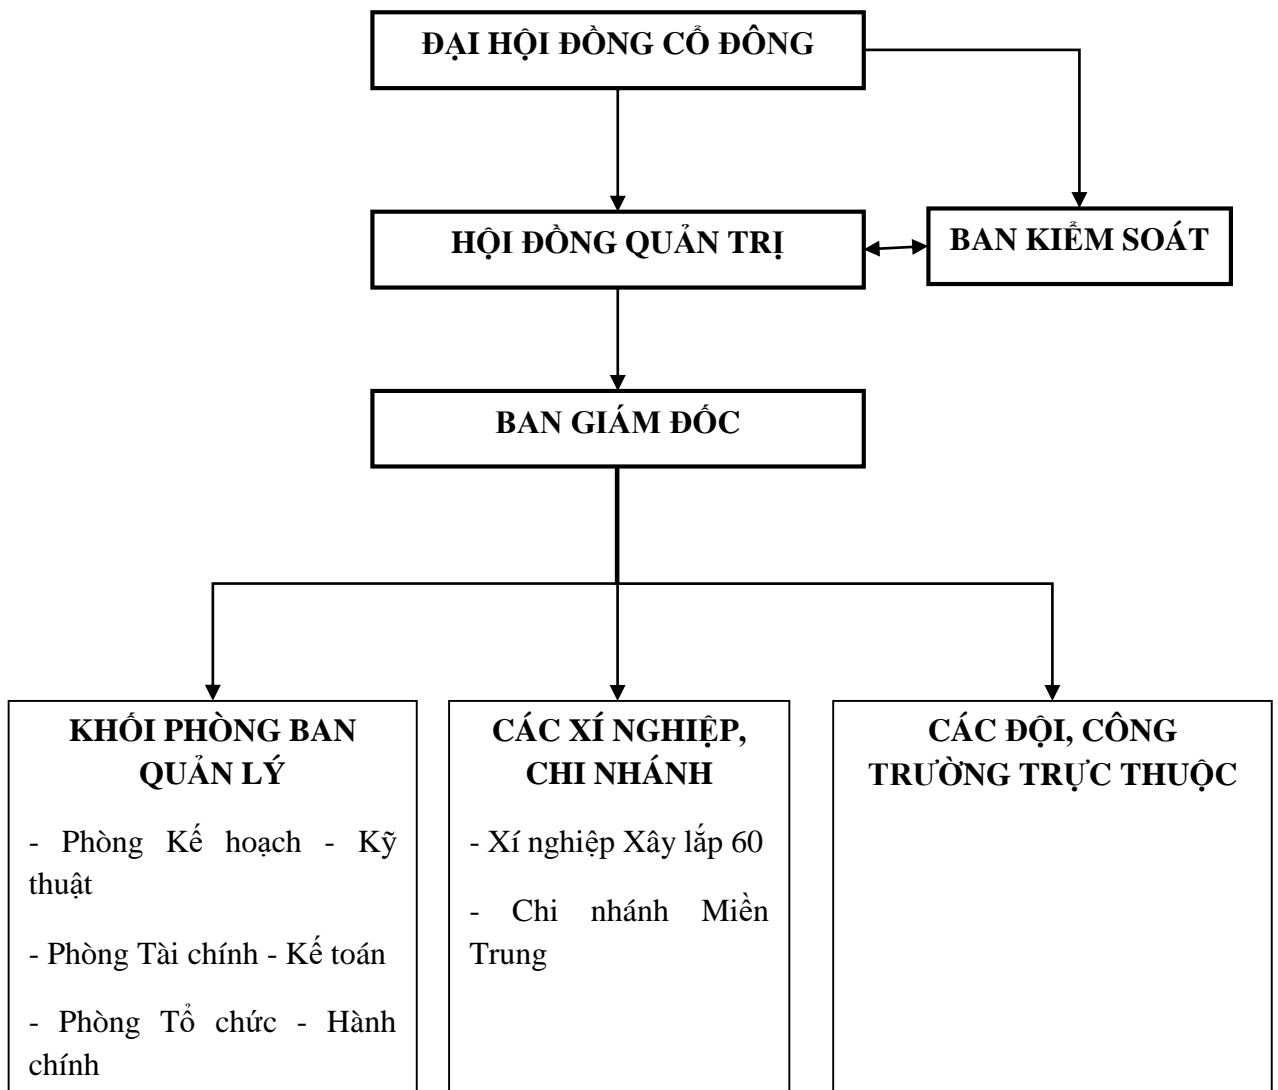 ĐẠI HỘI ĐỒNG CỔ ĐÔNG
HỘI ĐỒNG QUẢN TRỊ
BAN KIỂM SOÁT
BAN GIÁM ĐỐC
KHỐI PHÒNG BAN
QUẢN LÝ
- Phòng Kế hoạch - Kỹ
thuật
- Phòng Tài chính - Kế toán
- Phòng Tổ chức - Hành
chính
CÁC XÍ NGHIỆP,
CHI NHÁNH
- Xí nghiệp Xây lắp 60
- Chi nhánh Miền
Trung
CÁC ĐỘI, CÔNG
TRƯỜNG TRỰC THUỘC